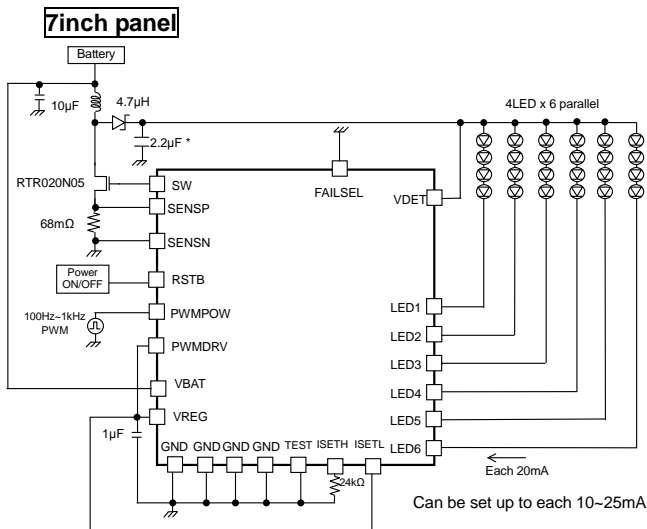 7inch panel
Battery
10µF
4.7µH
4LED x 6 parallel
2.2µF *
RTR020N05
SW
FAILSEL
VDET
SENSP
68mΩ
SENSN
Power
ON/OFF
RSTB
100Hz~1kHz
PWM
PWMPOW
LED1
PWMDRV
LED2
LED3
VBAT
LED4
VREG
LED5
1µF
GND GND GND GND TEST ISETH ISETL
LED6
24kΩ
Each 20mA
Can be set up to each 10~25mA